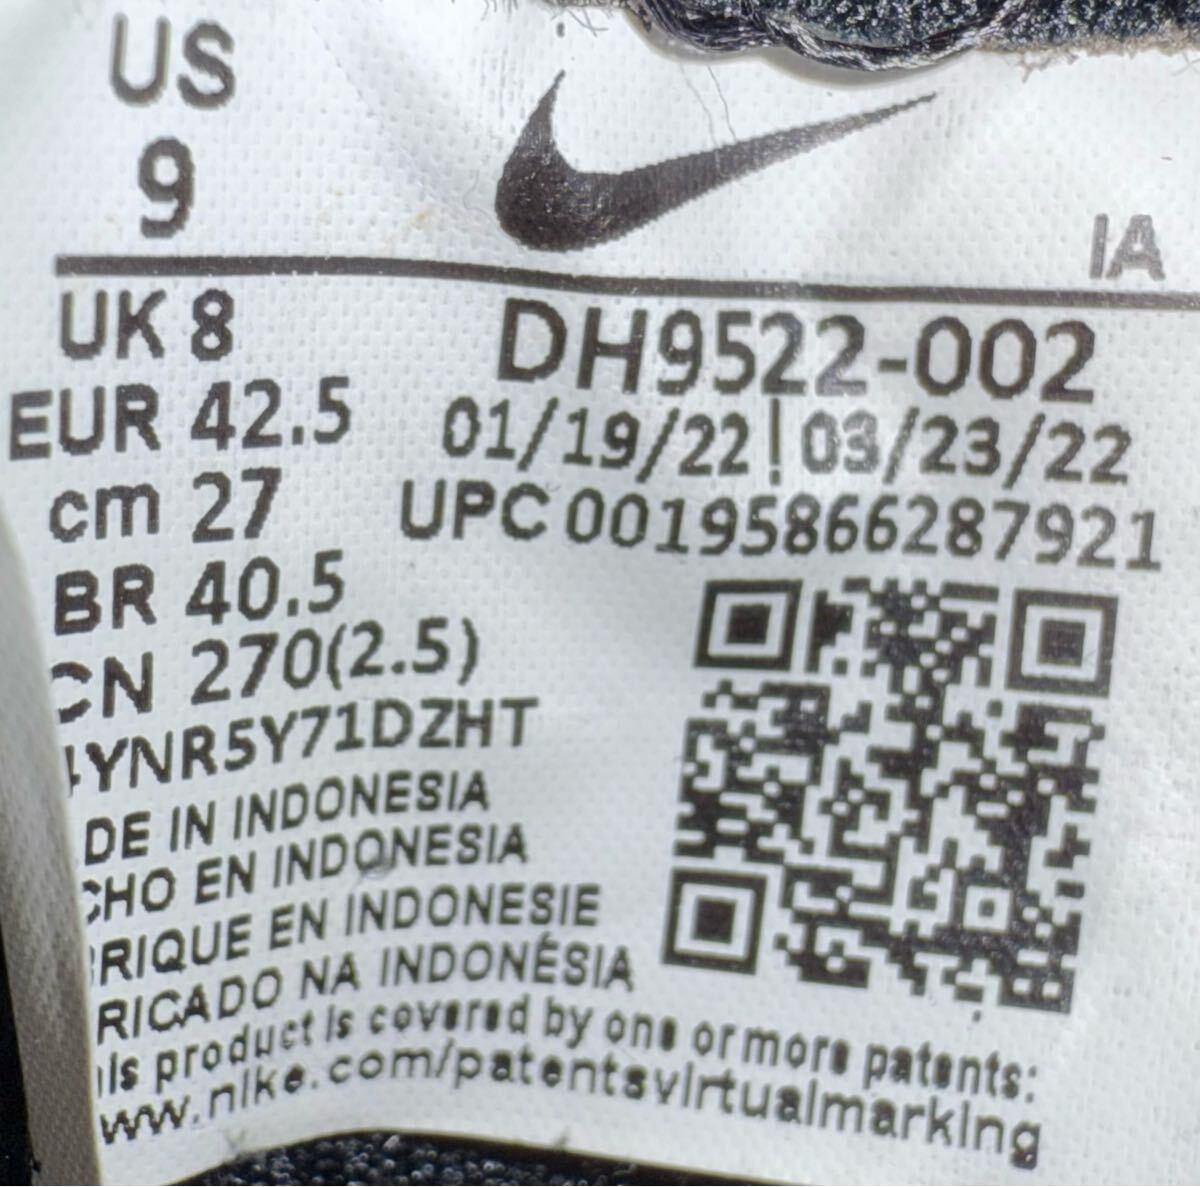 US
9
IA
UK 8
EUR 42.5
cm 27
BR 40.5
CN 270(2.5)
DH9522-002
01/19/22 | 03/23/22
UPC 00195866287921
4YNR5Y71DZHT
DE IN INDONESIA
CHO EN INDONESIA
RIQUE EN INDONESIE
RICADO NA INDONÉSIA
is product is covered by one or more patents:
www.nike.com/patentsvirtualmarking